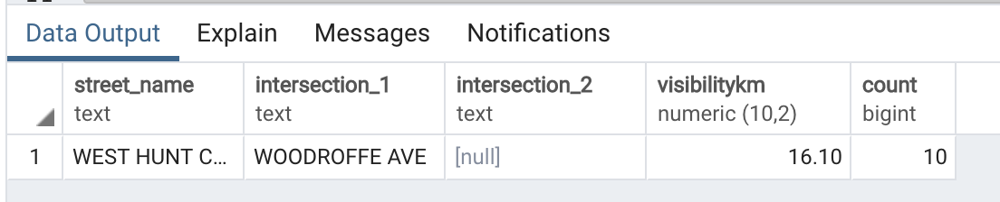 Data Output Explain Messages Notifications
street_name intersection_1 intersection_2 visibilitykm count
text text text numeric (10,2) bigint
1 WEST HUNT C... WOODROFFE AVE [null] 16.10 10